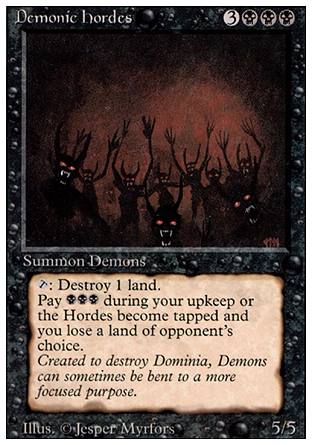 Demonic Hordes 3
Summon Demons
: Destroy 1 land.
Pay during your upkeep or
the Hordes become tapped and
you lose a land of opponent's
choice.
Created to destroy Dominia, Demons
can sometimes be bent to a more
focused purpose.
Illus. ©Jesper Myrfors 5/5